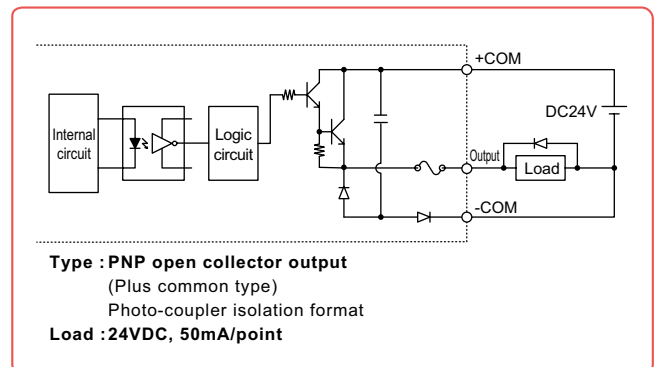 +COM
DC24V
Internal
circuit
Logic
circuit
Output
Load
-COM
Type : PNP open collector output
(Plus common type)
Photo-coupler isolation format
Load : 24VDC, 50mA/point